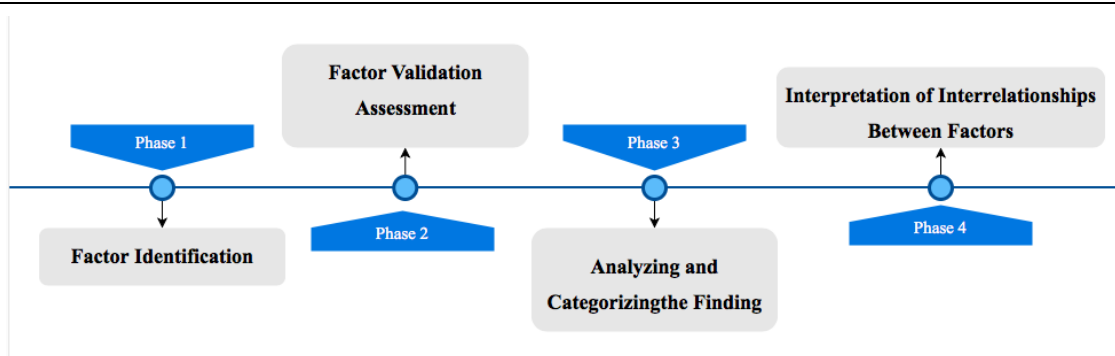 Phase 1
Factor Identification
Factor Validation
Assessment
Phase 2
Phase 3
Analyzing and
Categorizingthe Finding
Interpretation of Interrelationships
Between Factors
Phase 4